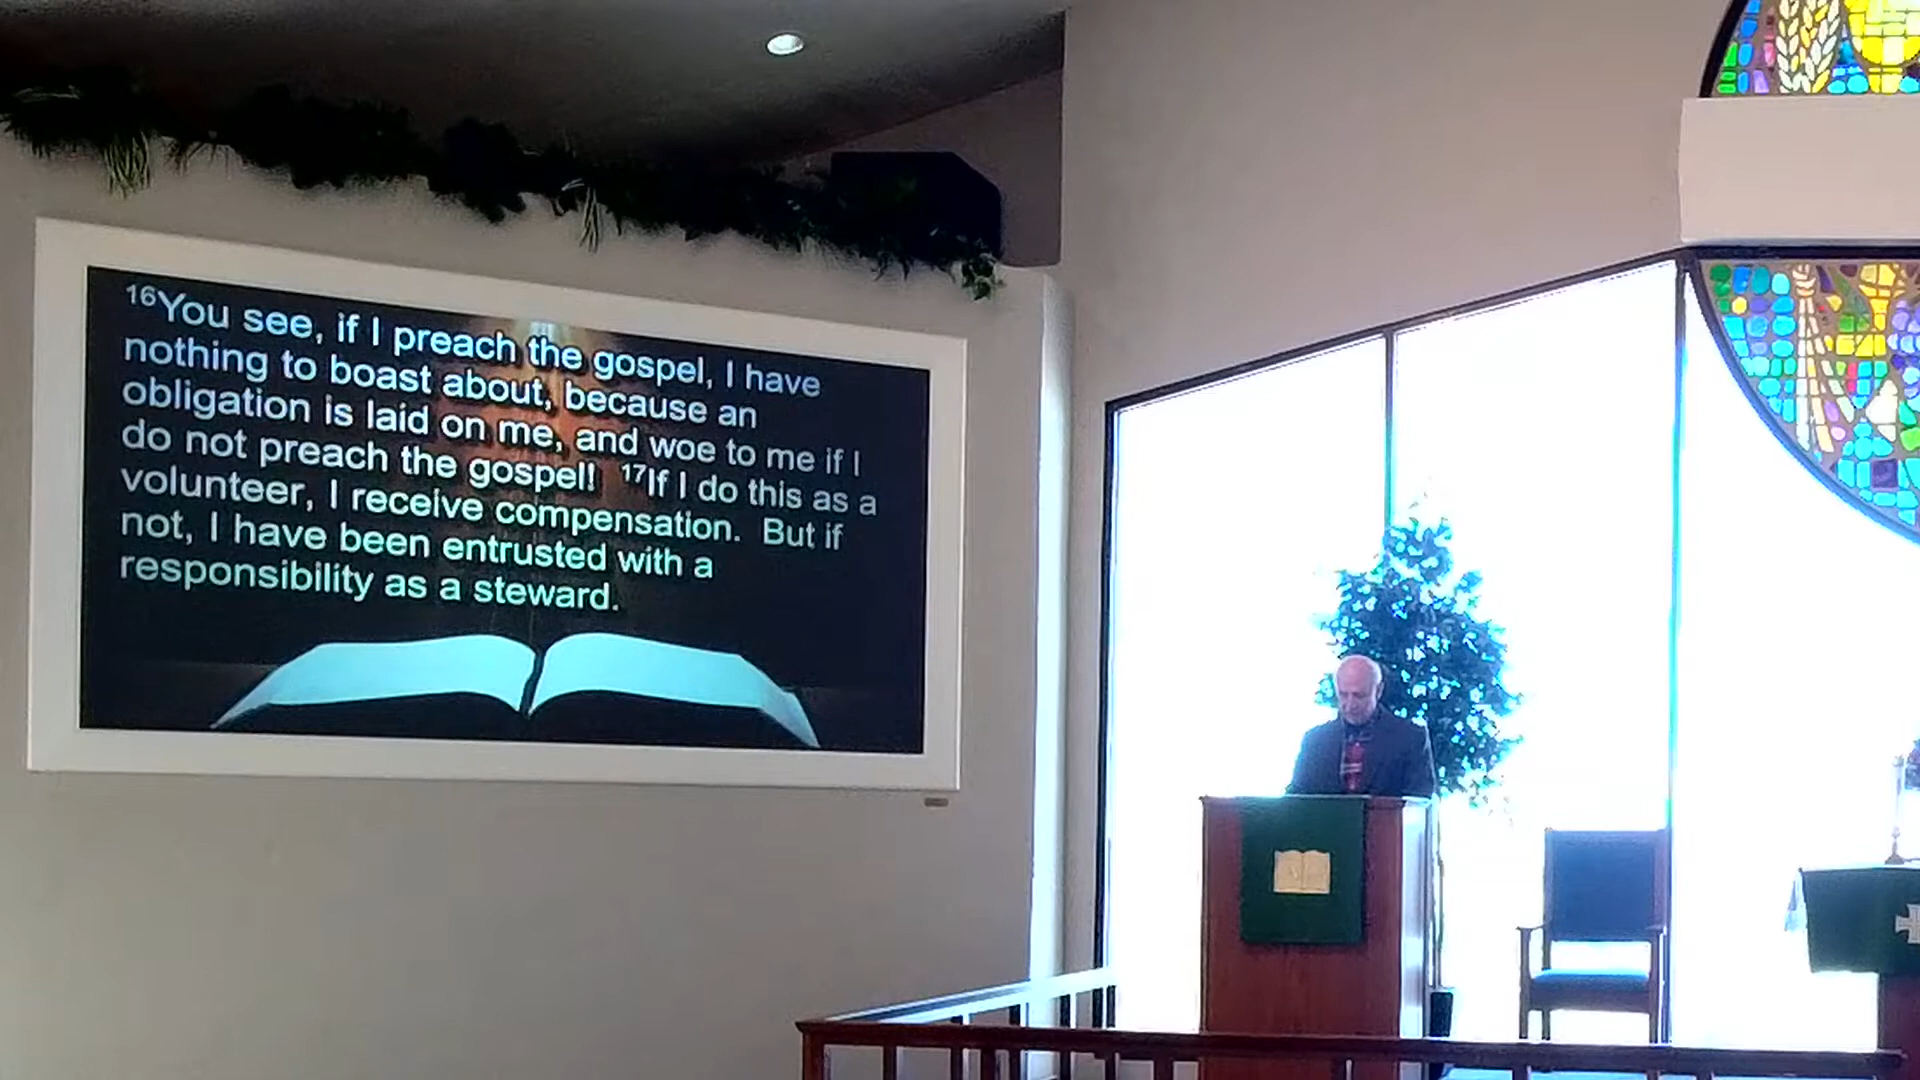 ¹⁶You see, if I preach the gospel, I have
nothing to boast about, because an
obligation is laid on me, and woe to me if I
do not preach the gospel!  ¹⁷If I do this as a
volunteer, I receive compensation.  But if
not, I have been entrusted with a
responsibility as a steward.